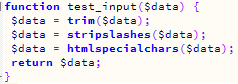 function test_input($data) {
$data = trim($data);
$data = stripslashes($data);
$data = htmlspecialchars($data);
return $data;
}